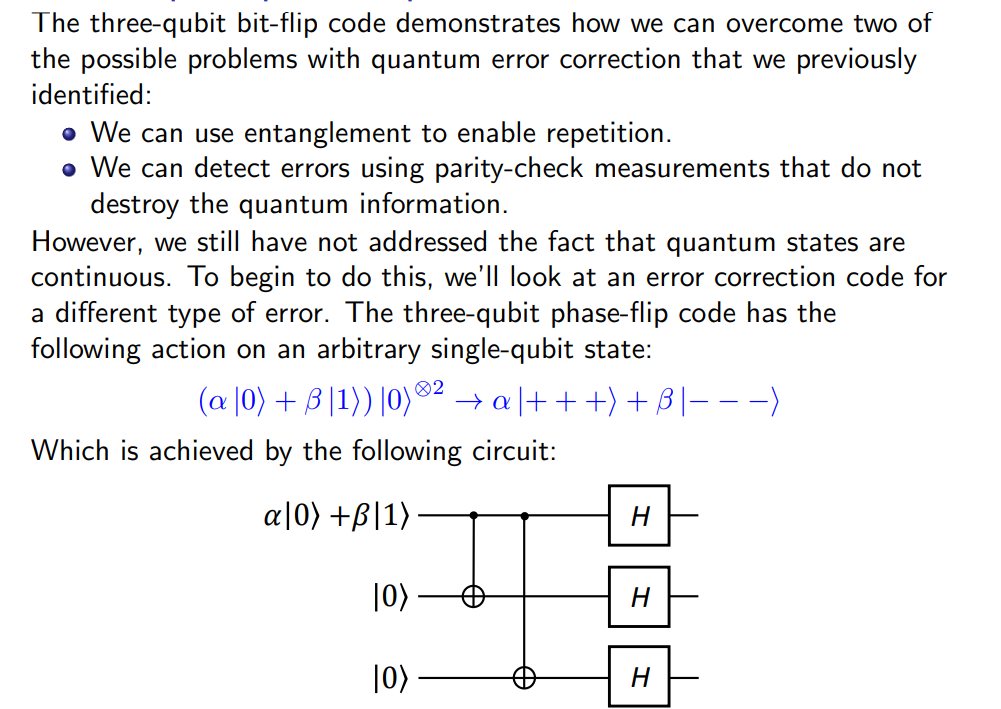 The three-qubit bit-flip code demonstrates how we can overcome two of
the possible problems with quantum error correction that we previously
identified:
We can use entanglement to enable repetition.
We can detect errors using parity-check measurements that do not
destroy the quantum information.
However, we still have not addressed the fact that quantum states are
continuous. To begin to do this, we'll look at an error correction code for
a different type of error. The three-qubit phase-flip code has the
following action on an arbitrary single-qubit state:
(α |0⟩ + β |1⟩) |0⟩^⊗2 → α |+ + +⟩ + β |− − −⟩
Which is achieved by the following circuit:
α|0⟩ +β|1⟩ H
|0⟩ H
|0⟩ H